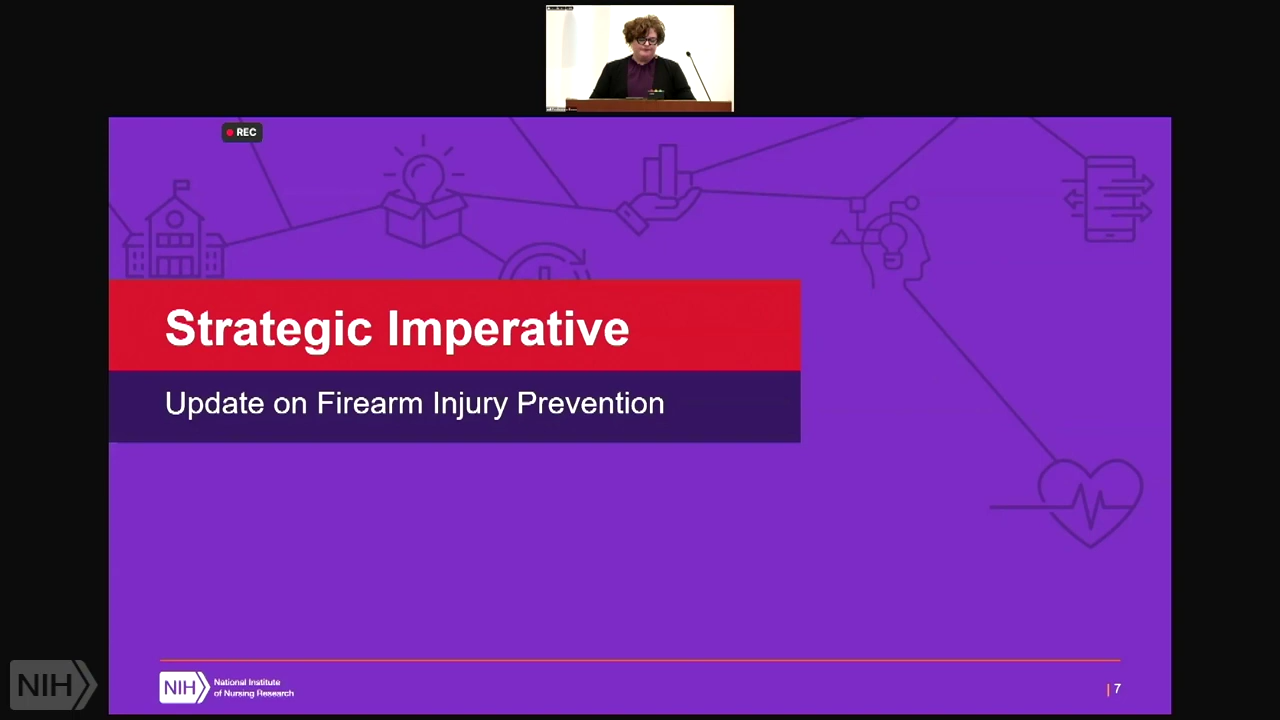 REC
Strategic Imperative
Update on Firearm Injury Prevention
NIH
National Institute
of Nursing Research
| 7
NIH